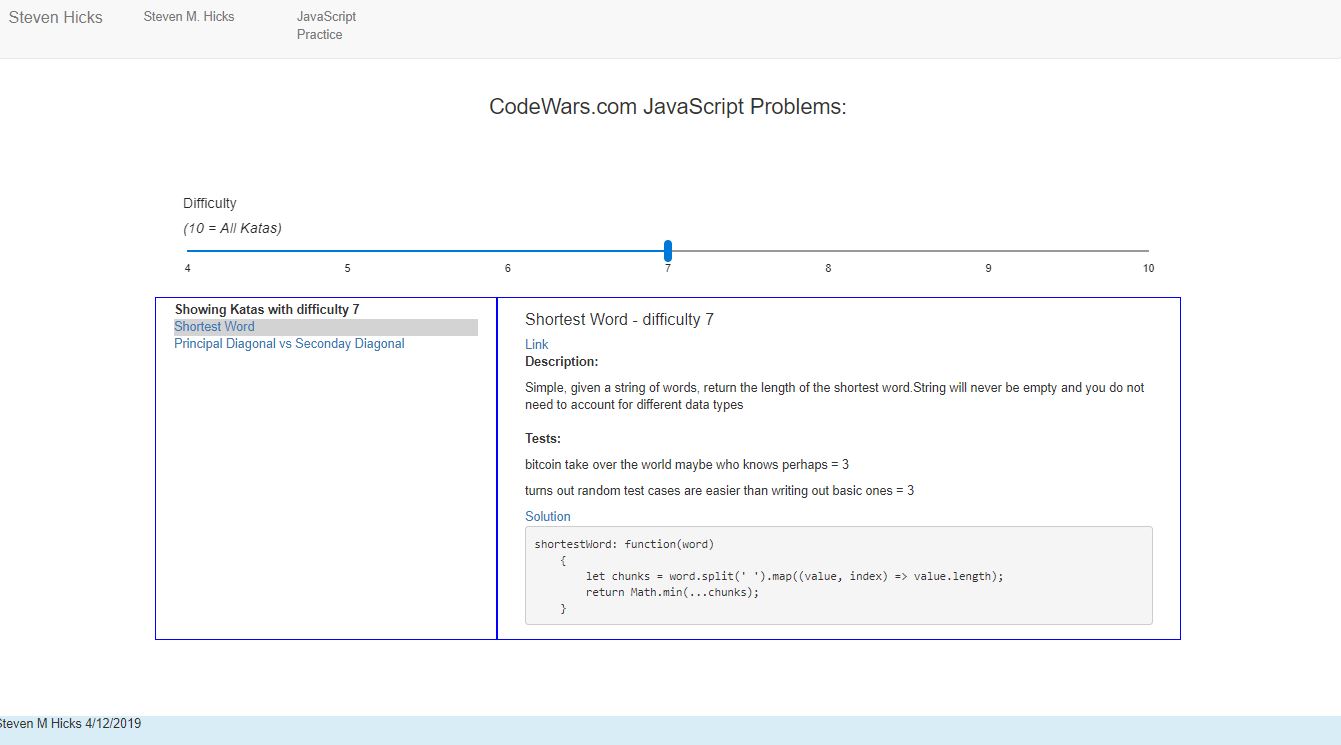 Steven Hicks
Steven M. Hicks
JavaScript
Practice
CodeWars.com JavaScript Problems:
Difficulty
(10 = All Katas)
4 5 6 7 8 9 10
Showing Katas with difficulty 7
Shortest Word
Principal Diagonal vs Seconday Diagonal
Shortest Word - difficulty 7
Link
Description:
Simple, given a string of words, return the length of the shortest word.String will never be empty and you do not
need to account for different data types
Tests:
bitcoin take over the world maybe who knows perhaps = 3
turns out random test cases are easier than writing out basic ones = 3
Solution
shortestWord: function(word)
    {
        let chunks = word.split(' ').map((value, index) => value.length);
        return Math.min(...chunks);
    }
Steven M Hicks 4/12/2019